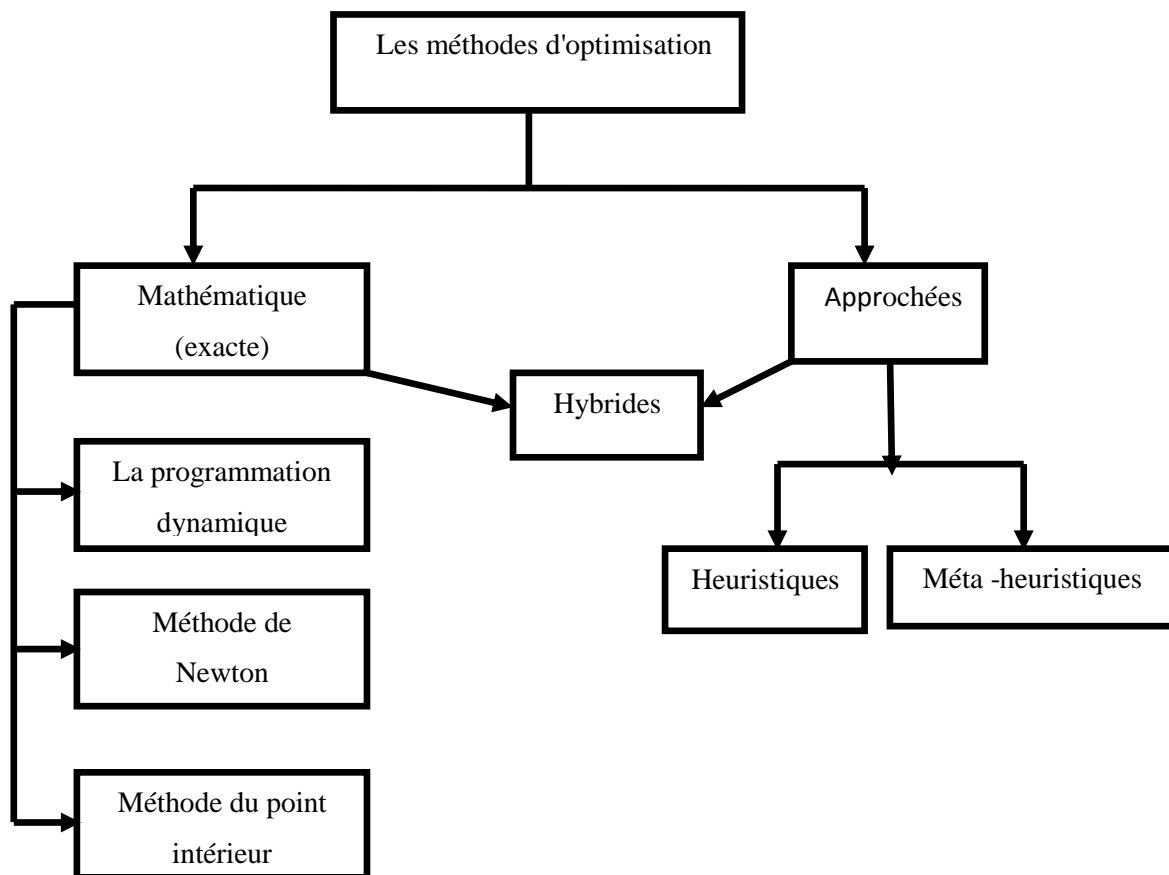 Les méthodes d'optimisation
Mathématique
(exacte)
Approchées
Hybrides
La programmation
dynamique
Heuristiques
Méta -heuristiques
Méthode de
Newton
Méthode du point
intérieur